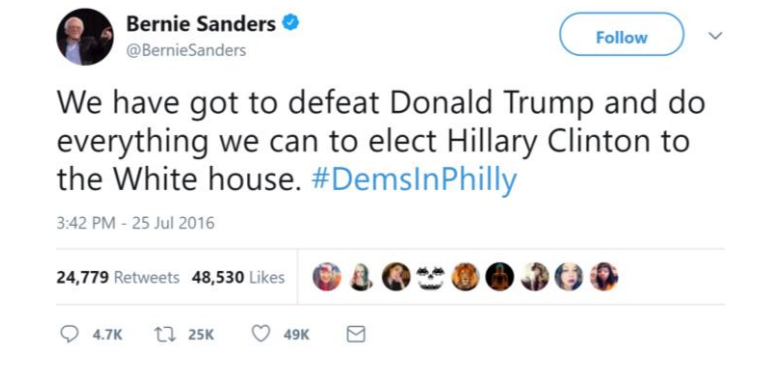 Bernie Sanders
@BernieSanders
Follow
We have got to defeat Donald Trump and do
everything we can to elect Hillary Clinton to
the White house. #DemsInPhilly
3:42 PM - 25 Jul 2016
24,779 Retweets 48,530 Likes
4.7K 25K 49K